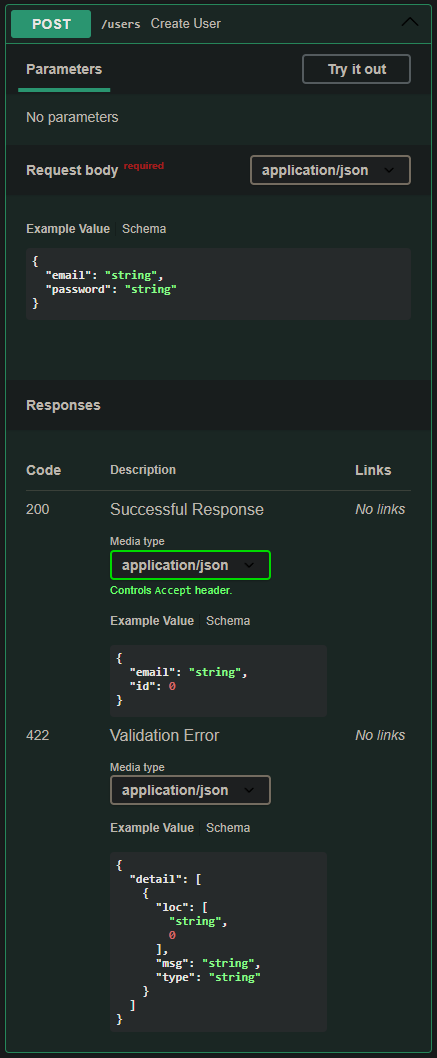 POST /users Create User
Parameters Try it out
No parameters
Request body required application/json
Example Value Schema
{
"email": "string",
"password": "string"
}
Responses
Code Description Links
200 Successful Response No links
Media type
application/json
Controls Accept header.
Example Value Schema
{
"email": "string",
"id": 0
}
422 Validation Error No links
Media type
application/json
Example Value Schema
{
"detail": [
{
"loc": [
"string",
0
],
"msg": "string",
"type": "string"
}
]
}